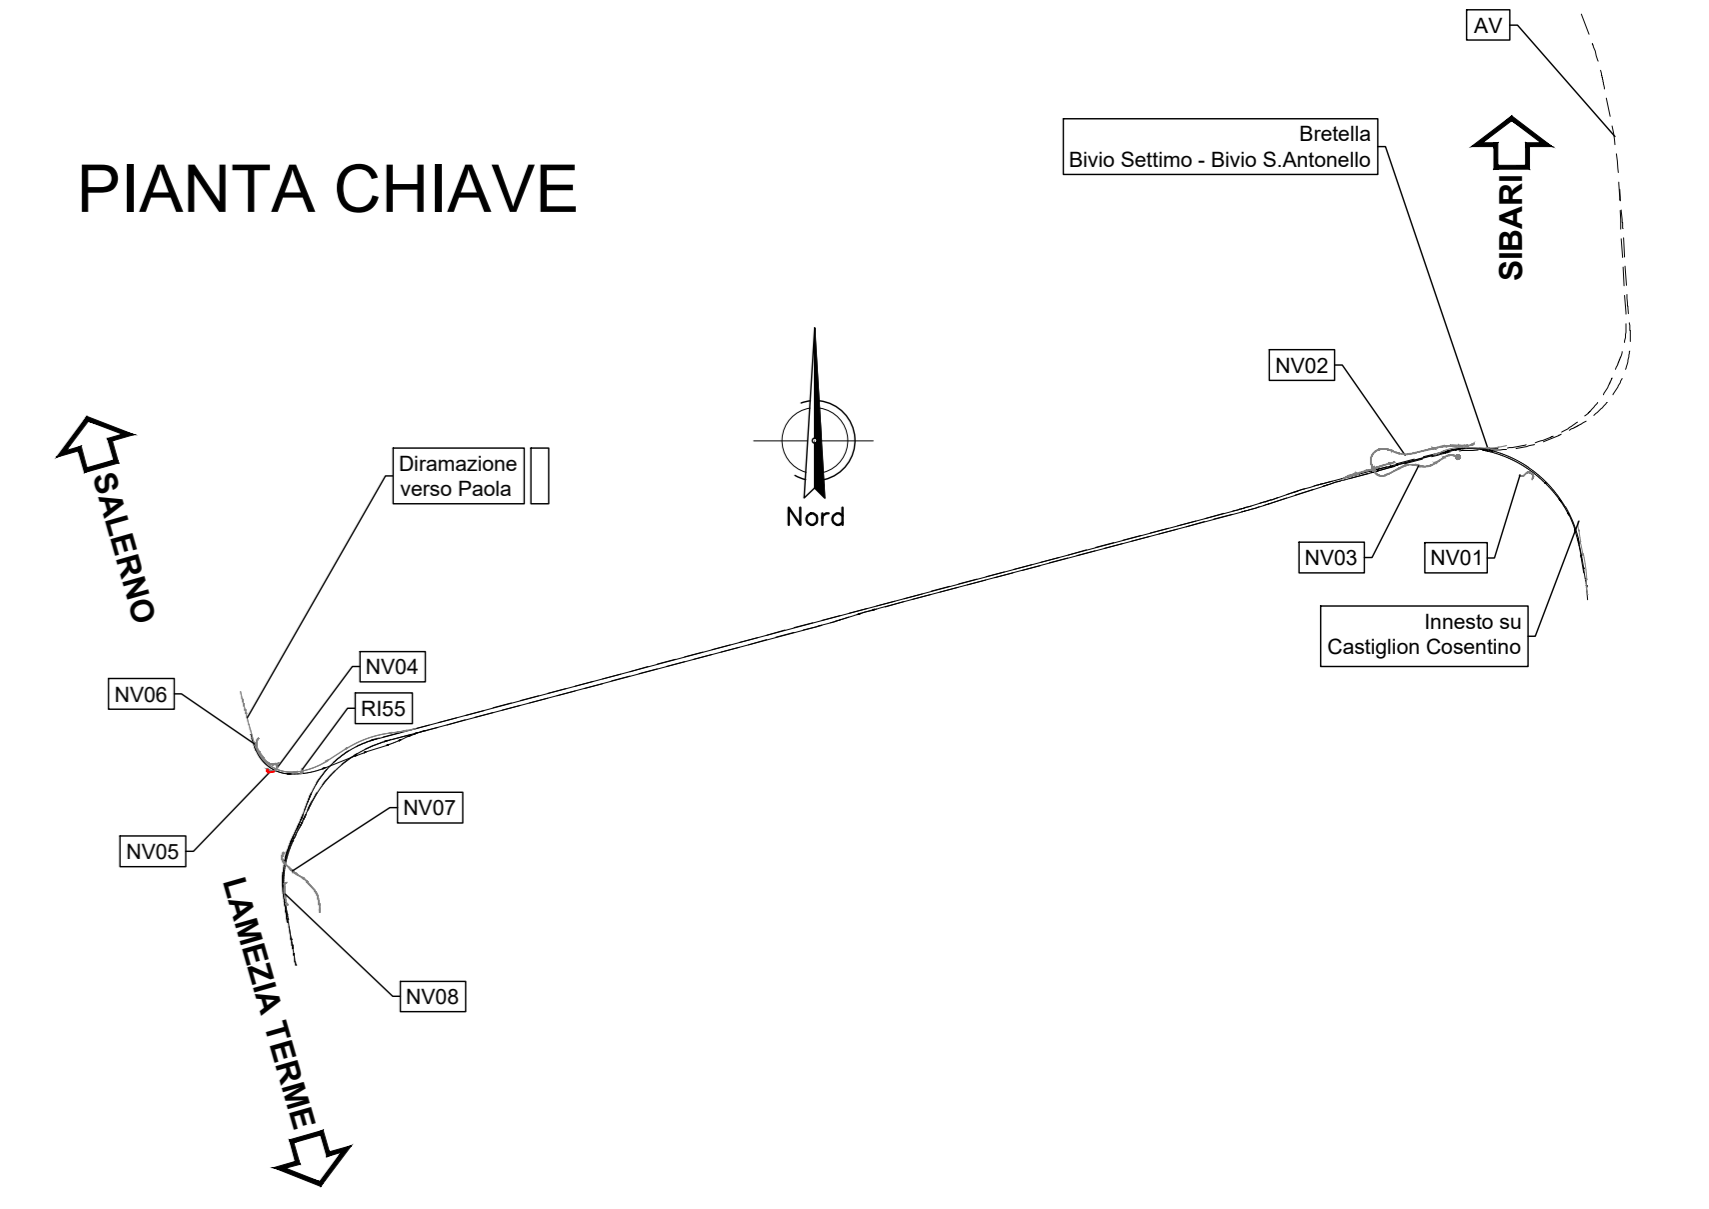 AV
Bretella
Bivio Settimo - Bivio S.Antonello
PIANTA CHIAVE
SIBARI
NV02
SALERNO
Diramazione
verso Paola
Nord
NV03
NV01
Innesto su
Castiglion Cosentino
NV04
NV06
RI55
NV07
NV05
LAMEZIA TERME
NV08